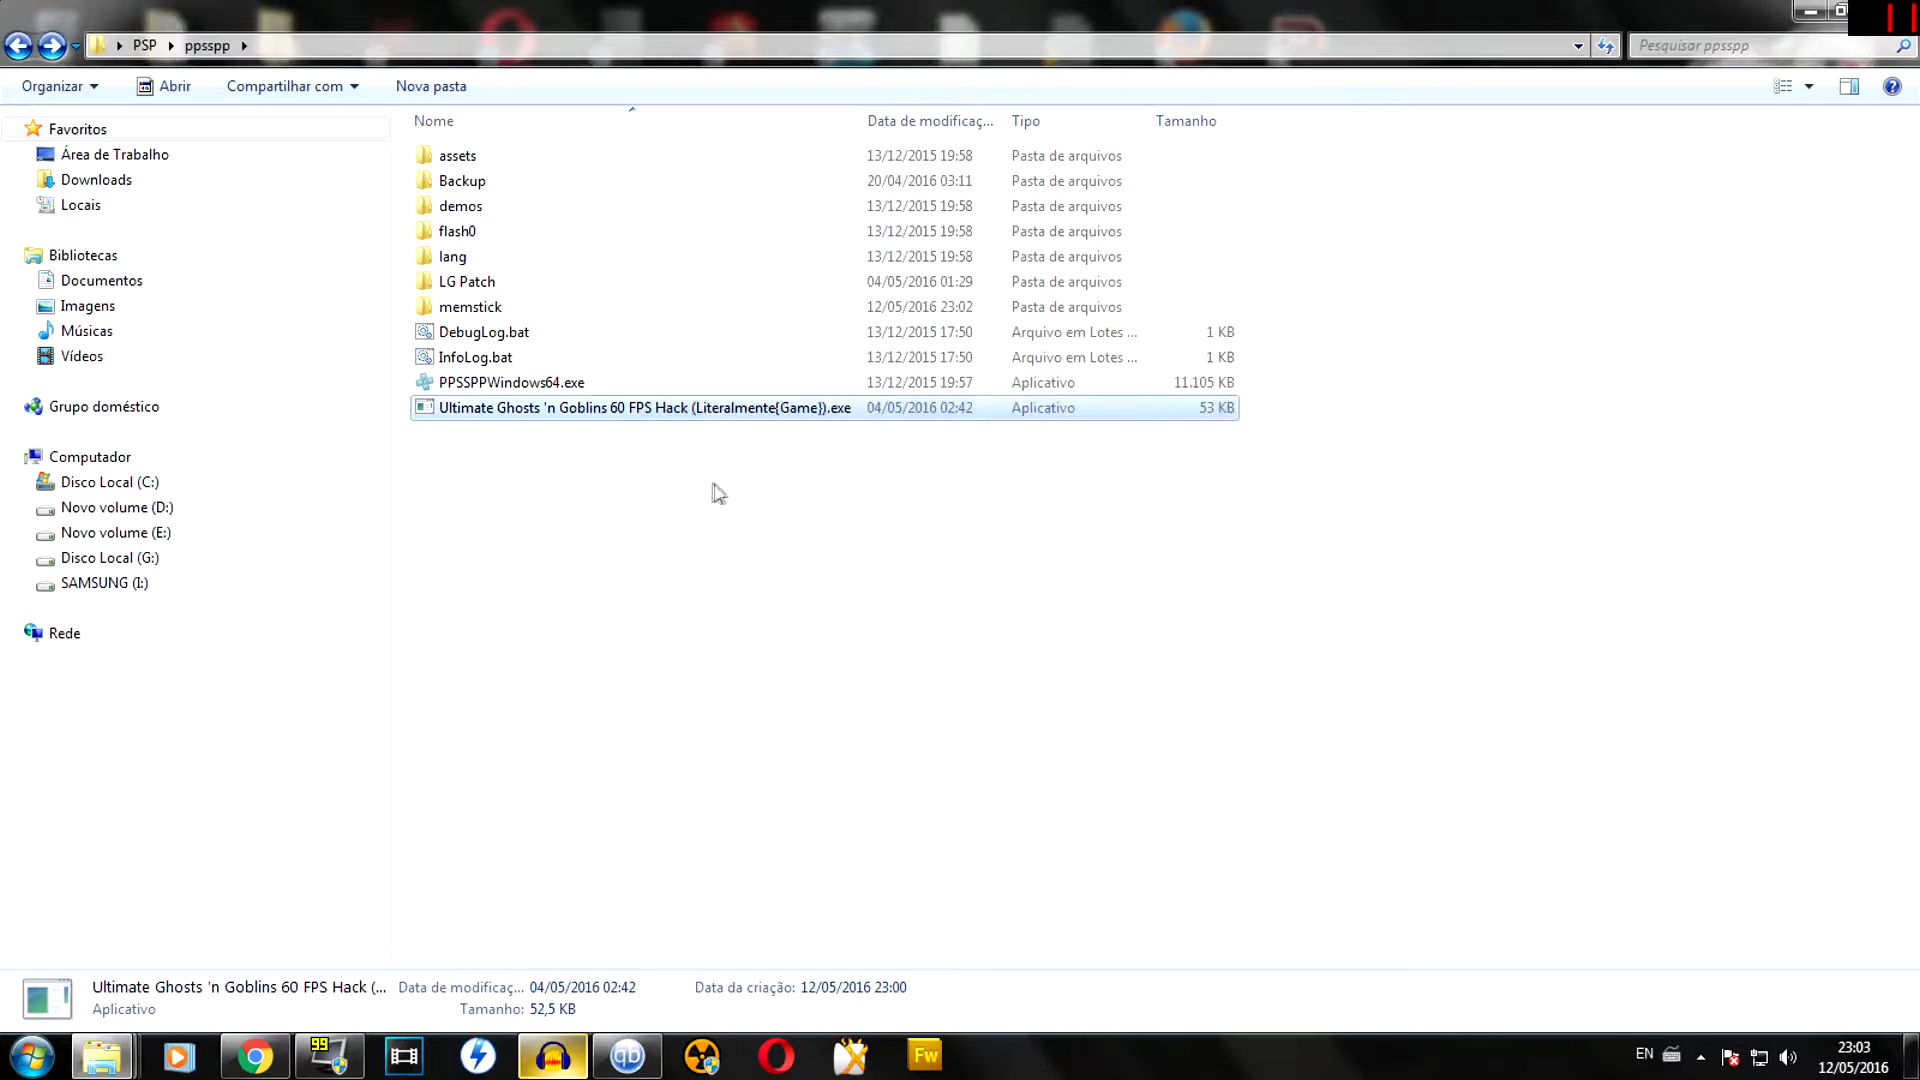 PSP ppsspp
Pesquisar ppsspp
Organizar Abrir Compartilhar com Nova pasta
Nome Data de modificaç... Tipo Tamanho
Favoritos
Área de Trabalho
Downloads
Locais
Bibliotecas
Documentos
Imagens
Músicas
Vídeos
Grupo doméstico
Computador
Disco Local (C:)
Novo volume (D:)
Novo volume (E:)
Disco Local (G:)
SAMSUNG (I:)
Rede
assets 13/12/2015 19:58 Pasta de arquivos
Backup 20/04/2016 03:11 Pasta de arquivos
demos 13/12/2015 19:58 Pasta de arquivos
flash0 13/12/2015 19:58 Pasta de arquivos
lang 13/12/2015 19:58 Pasta de arquivos
LG Patch 04/05/2016 01:29 Pasta de arquivos
memstick 12/05/2016 23:02 Pasta de arquivos
DebugLog.bat 13/12/2015 17:50 Arquivo em Lotes ... 1 KB
InfoLog.bat 13/12/2015 17:50 Arquivo em Lotes ... 1 KB
PPSSPPWindows64.exe 13/12/2015 19:57 Aplicativo 11.105 KB
Ultimate Ghosts 'n Goblins 60 FPS Hack (Literalmente{Game}).exe 04/05/2016 02:42 Aplicativo 53 KB
Ultimate Ghosts 'n Goblins 60 FPS Hack (... Data de modificaç... 04/05/2016 02:42 Data da criação: 12/05/2016 23:00
Aplicativo Tamanho: 52,5 KB
99
qb
Fw
EN
23:03
12/05/2016